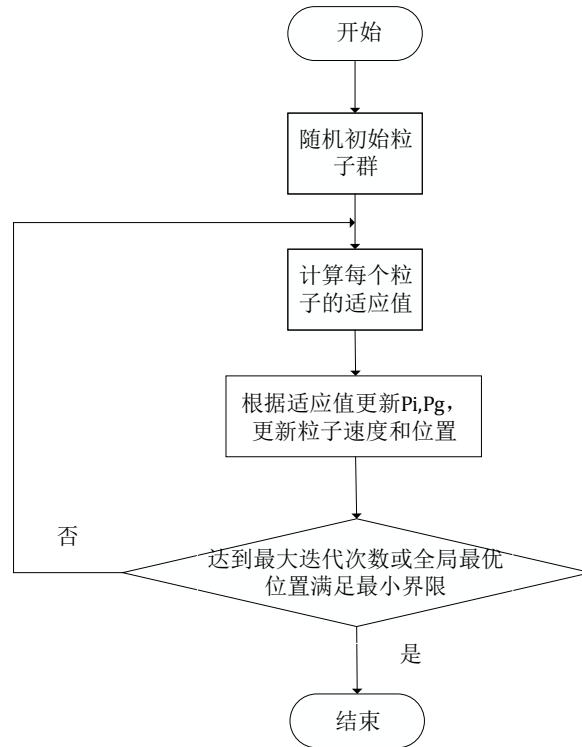 开始
随机初始粒
子群
计算每个粒
子的适应值
根据适应值更新Pi,Pg,
更新粒子速度和位置
否
达到最大迭代次数或全局最优
位置满足最小界限
是
结束